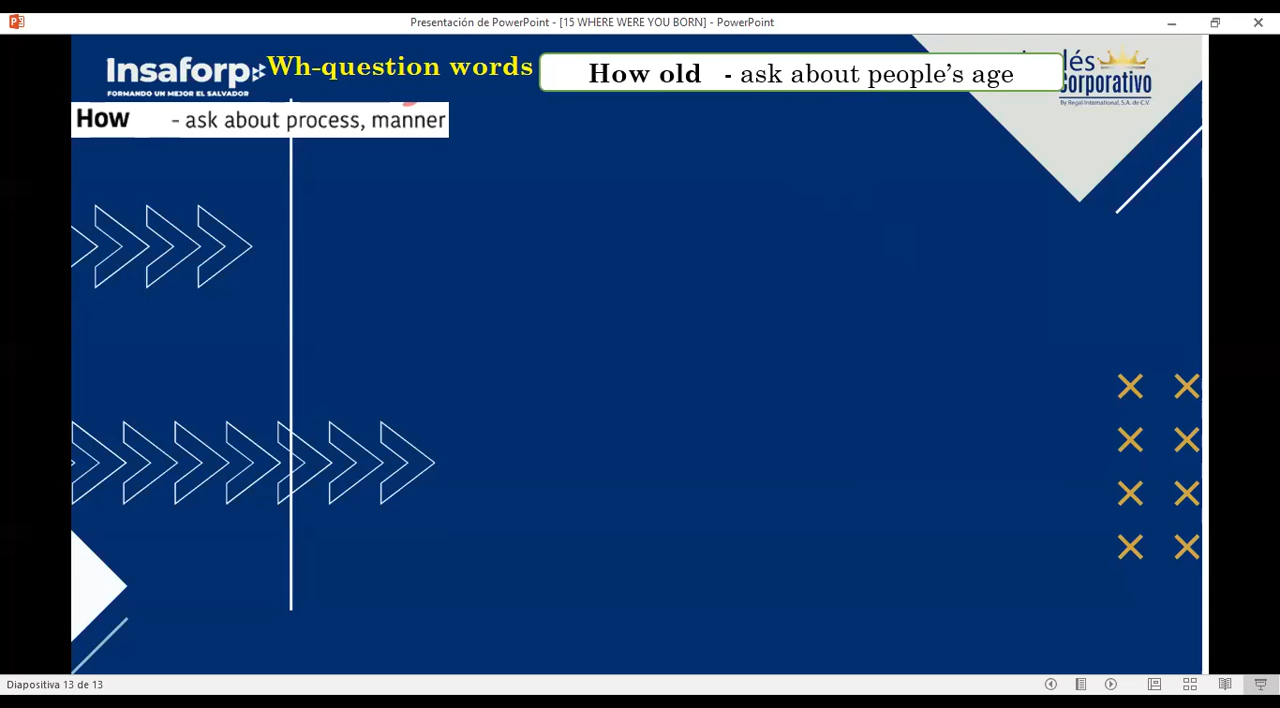 Presentación de PowerPoint - [15 WHERE WERE YOU BORN] - PowerPoint
Insaforp
FORMANDO UN MEJOR EL SALVADOR
Wh-question words
How old - ask about people's age
lés
corporativo
By Regal International, S.A. de C.V.
How - ask about process, manner
Diapositiva 13 de 13